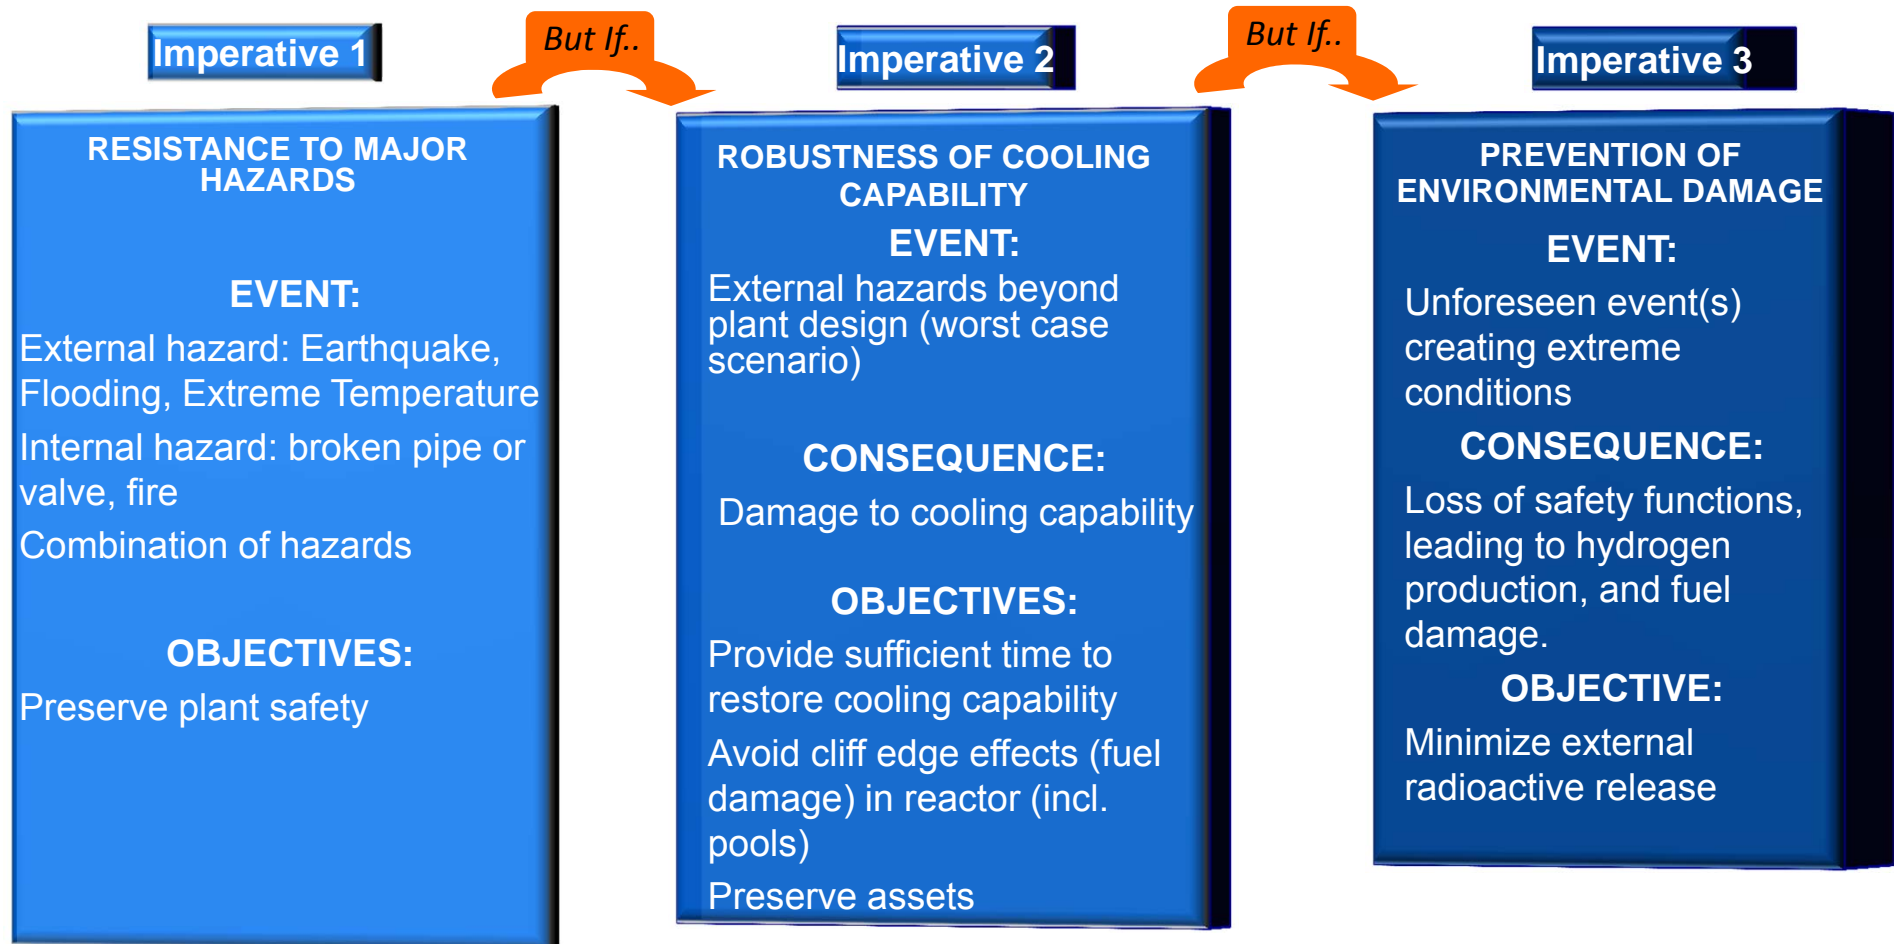 Imperative 1
But If..
Imperative 2
But If..
Imperative 3
RESISTANCE TO MAJOR
HAZARDS
EVENT:
External hazard: Earthquake,
Flooding, Extreme Temperature
Internal hazard: broken pipe or
valve, fire
Combination of hazards
OBJECTIVES:
Preserve plant safety
ROBUSTNESS OF COOLING
CAPABILITY
EVENT:
External hazards beyond
plant design (worst case
scenario)
CONSEQUENCE:
Damage to cooling capability
OBJECTIVES:
Provide sufficient time to
restore cooling capability
Avoid cliff edge effects (fuel
damage) in reactor (incl.
pools)
Preserve assets
PREVENTION OF
ENVIRONMENTAL DAMAGE
EVENT:
Unforeseen event(s)
creating extreme
conditions
CONSEQUENCE:
Loss of safety functions,
leading to hydrogen
production, and fuel
damage.
OBJECTIVE:
Minimize external
radioactive release